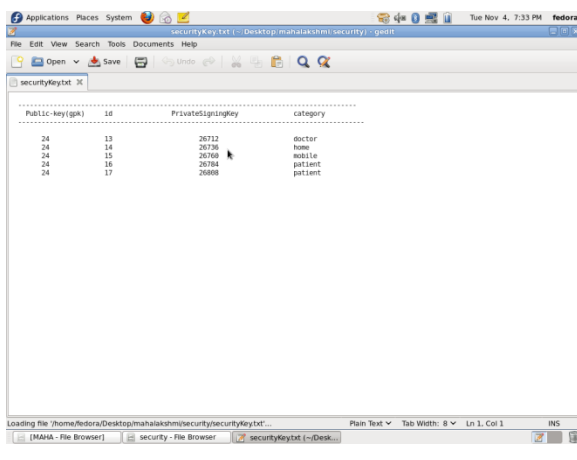 Applications Places System Tue Nov 4, 7:33 PM fedora
securityKey.txt (~/Desktop/mahalakshmi/security) - gedit
File Edit View Search Tools Documents Help
Open Save Undo
securityKey.txt
--------------------------------------------------------------------------------
Public-key(gpk) id PrivateSigningKey category
--------------------------------------------------------------------------------
24 13 26712 doctor
24 14 26736 home
24 15 26760 mobile
24 16 26784 patient
24 17 26808 patient
Loading file '/home/fedora/Desktop/mahalakshmi/security/securityKey.txt'... Plain Text Tab Width: 8 Ln 1, Col 1 INS
[MAHA - File Browser] security - File Browser securityKey.txt (~/Desk...